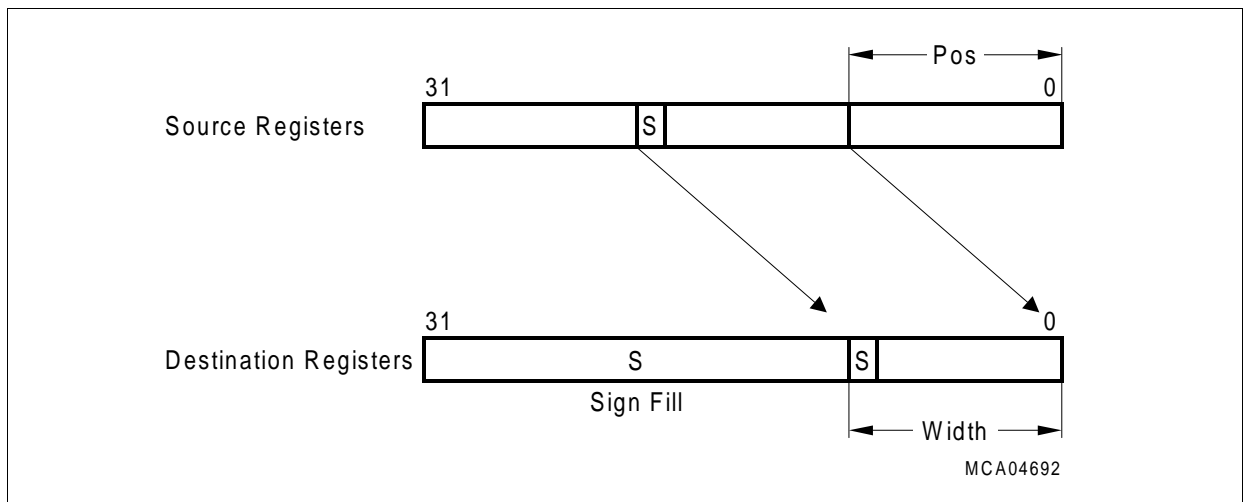 Pos
31 0
Source Registers S
31 0
Destination Registers S S
Sign Fill
Width
MCA04692